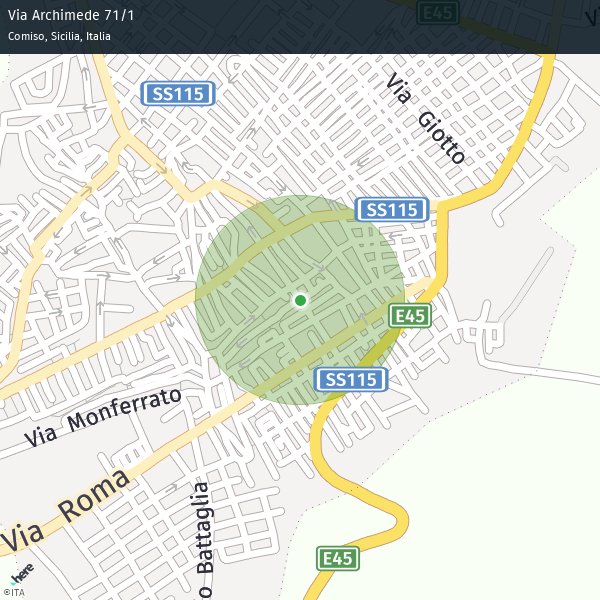 Via Archimede 71/1
Comiso, Sicilia, Italia
E45
SS115
Via Giotto
SS115
E45
SS115
Via Monferrato
Via Roma
o Battaglia
E45
here
©ITA